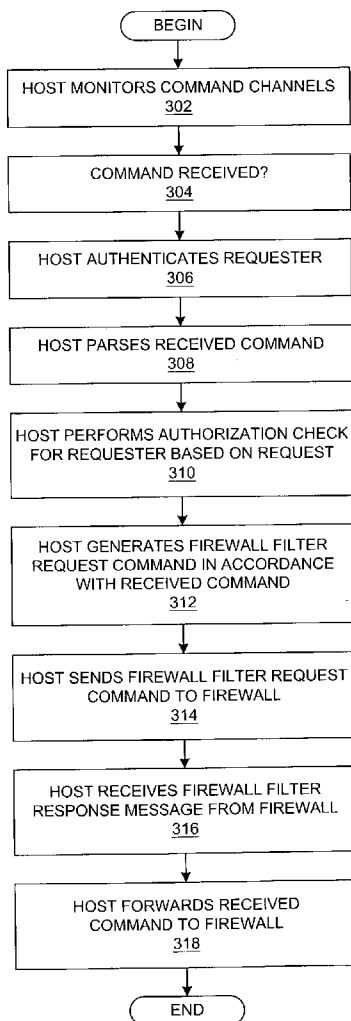 BEGIN
HOST MONITORS COMMAND CHANNELS
302
COMMAND RECEIVED?
304
HOST AUTHENTICATES REQUESTER
306
HOST PARSES RECEIVED COMMAND
308
HOST PERFORMS AUTHORIZATION CHECK
FOR REQUESTER BASED ON REQUEST
310
HOST GENERATES FIREWALL FILTER
REQUEST COMMAND IN ACCORDANCE
WITH RECEIVED COMMAND
312
HOST SENDS FIREWALL FILTER REQUEST
COMMAND TO FIREWALL
314
HOST RECEIVES FIREWALL FILTER
RESPONSE MESSAGE FROM FIREWALL
316
HOST FORWARDS RECEIVED
COMMAND TO FIREWALL
318
END